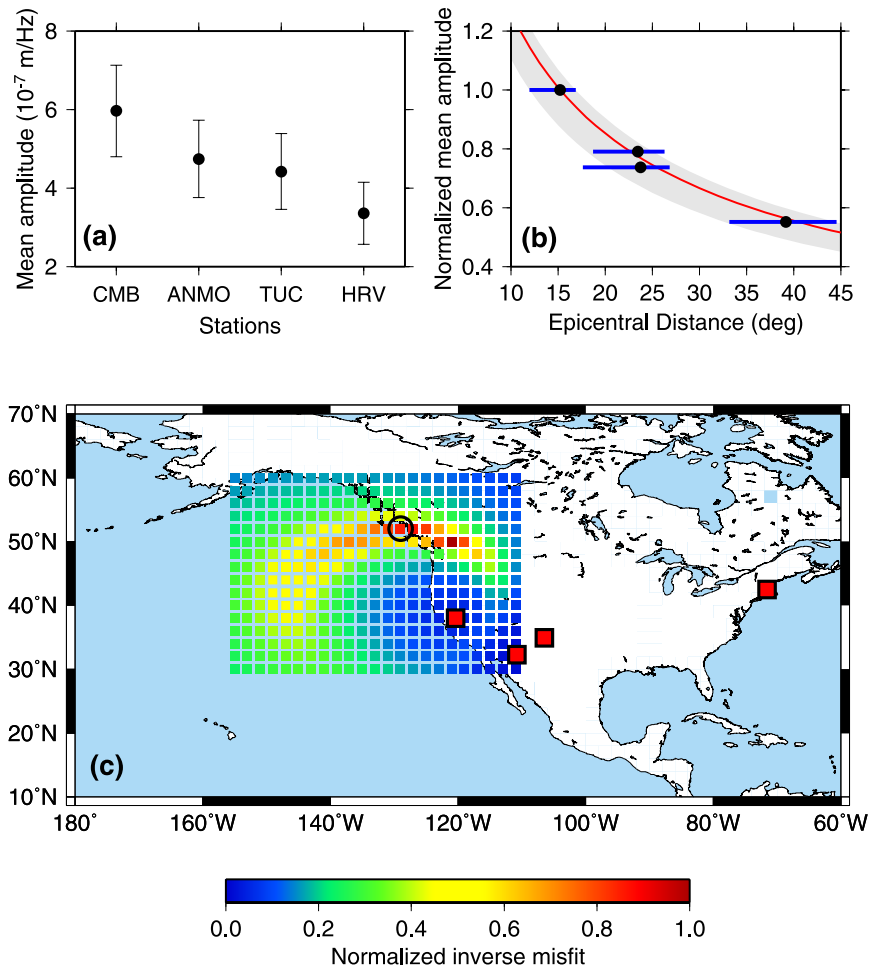 8
6
4
2
Mean amplitude (10⁻⁷ m/Hz)
(a)
CMB ANMO TUC HRV
Stations
1.2
1.0
0.8
0.6
0.4
Normalized mean amplitude
(b)
10 15 20 25 30 35 40 45
Epicentral Distance (deg)
70˚N
60˚N
50˚N
40˚N
30˚N
20˚N
10˚N
(c)
180˚ 160˚W 140˚W 120˚W 100˚W 80˚W 60˚W
0.0 0.2 0.4 0.6 0.8 1.0
Normalized inverse misfit